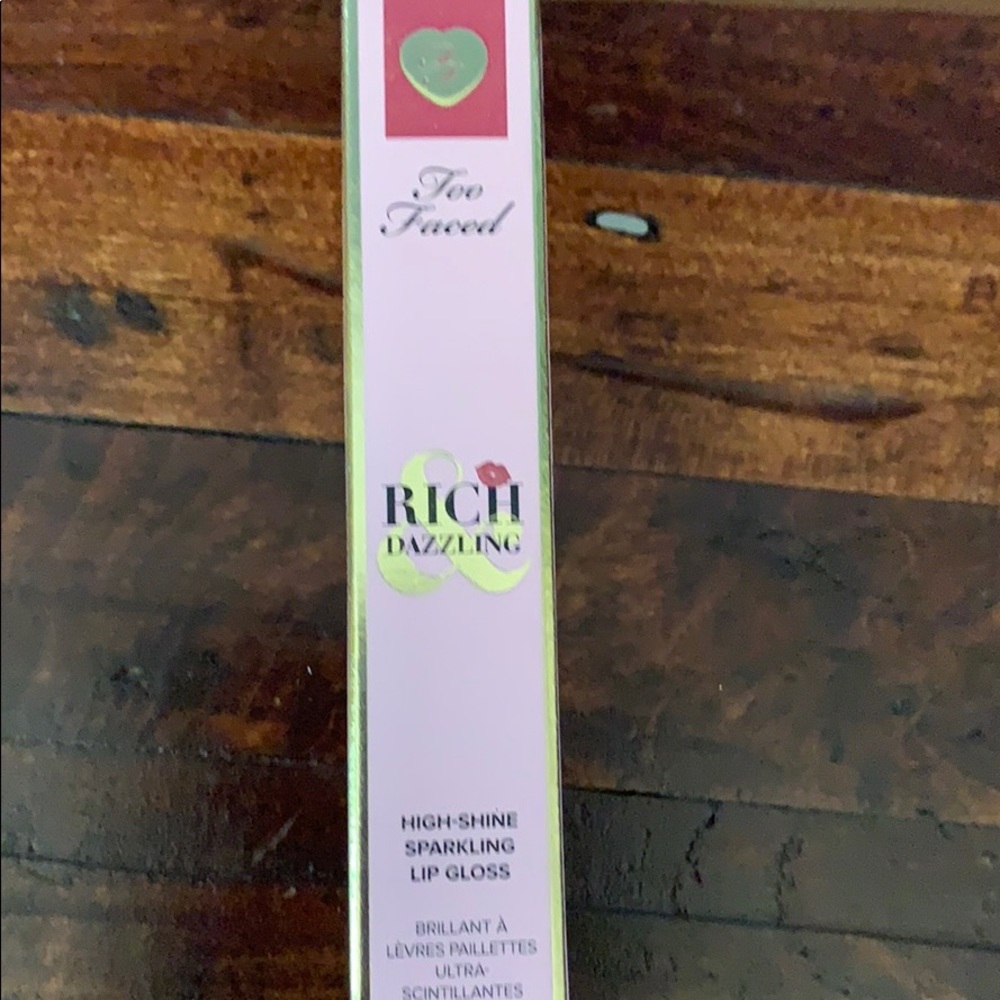 Too
Faced
RICH
&
DAZZLING
HIGH-SHINE
SPARKLING
LIP GLOSS
BRILLANT À
LÈVRES PAILLETTES
ULTRA-
SCINTILLANTES